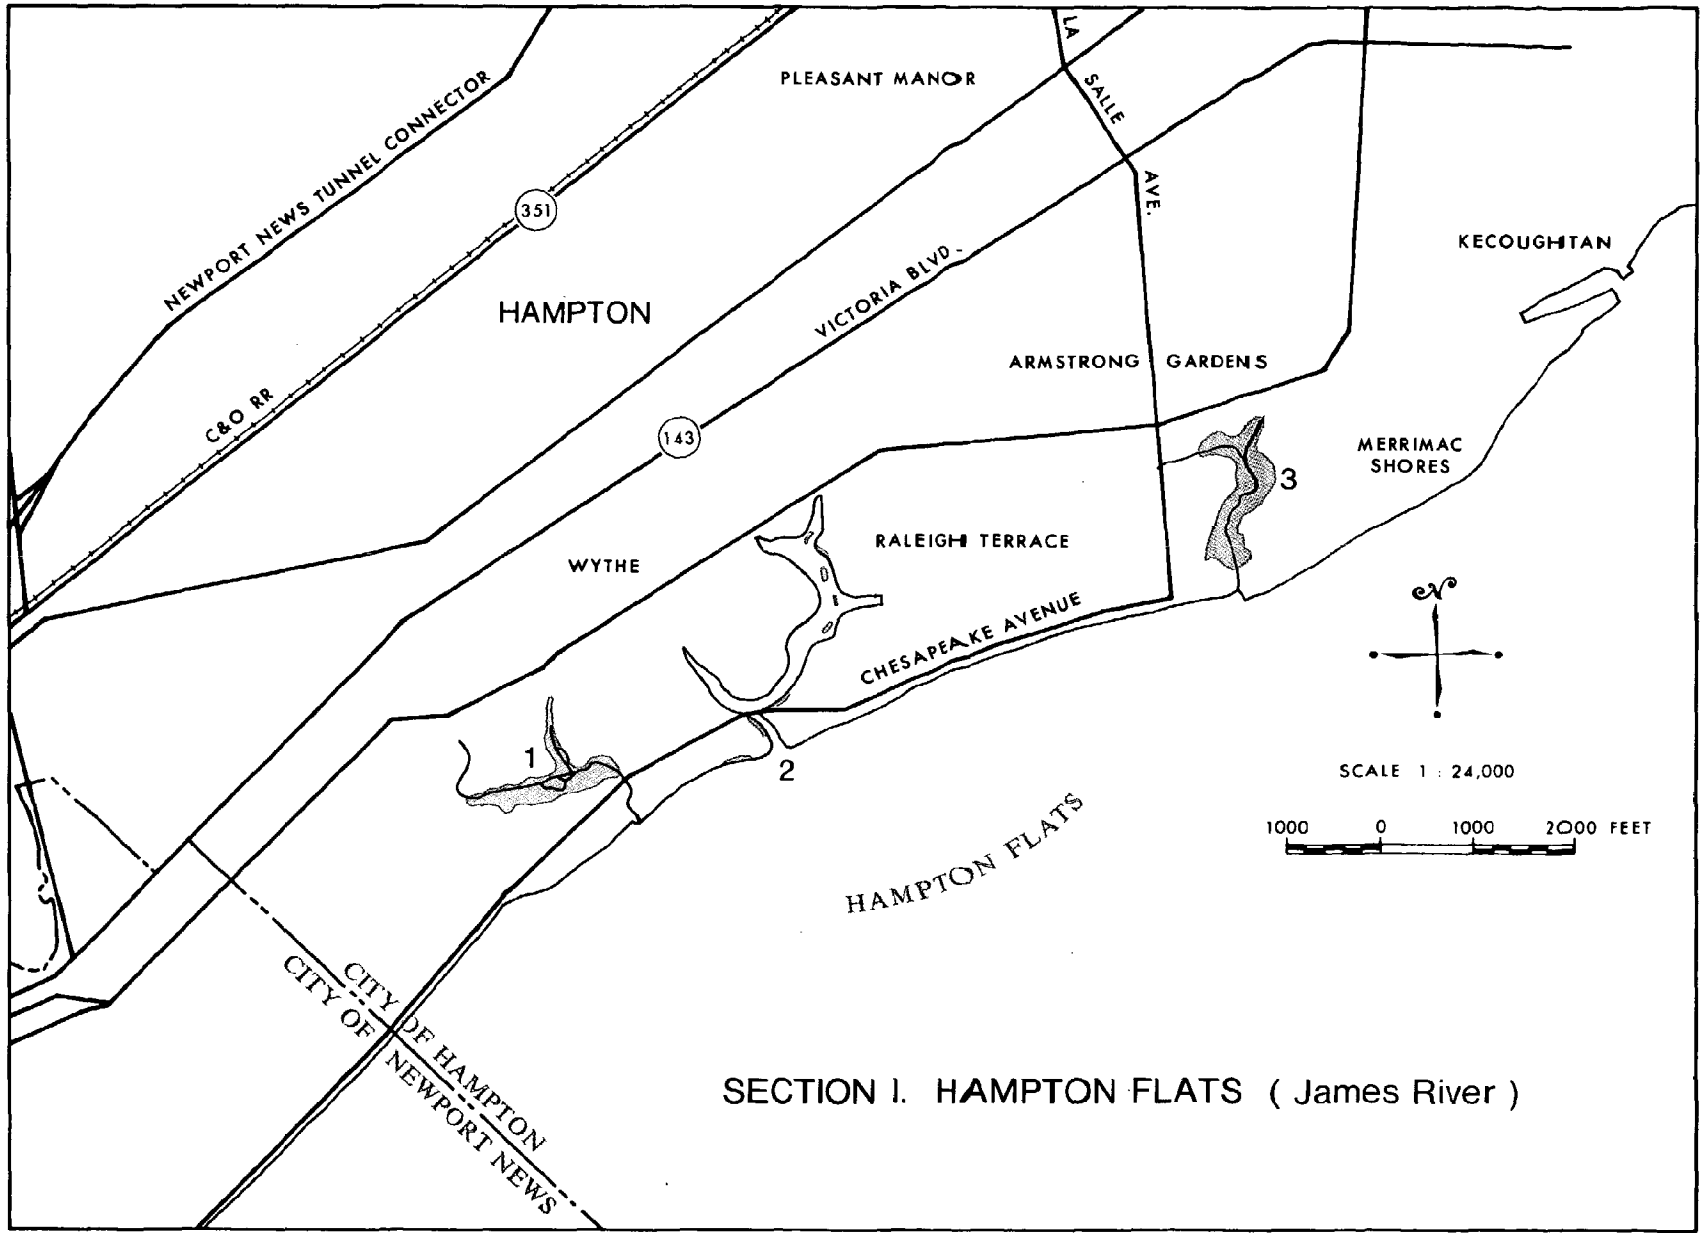 LA
SALLE
AVE.
PLEASANT MANOR
NEWPORT NEWS TUNNEL CONNECTOR
351
KECOUGHTAN
VICTORIA BLVD.
HAMPTON
ARMSTRONG GARDENS
C&O RR
143
MERRIMAC
SHORES
3
RALEIGH TERRACE
WYTHE
N
CHESAPEAKE AVENUE
1
2
SCALE 1 : 24,000
1000 0 1000 2000 FEET
HAMPTON FLATS
CITY OF HAMPTON
CITY OF NEWPORT NEWS
SECTION I. HAMPTON FLATS ( James River )